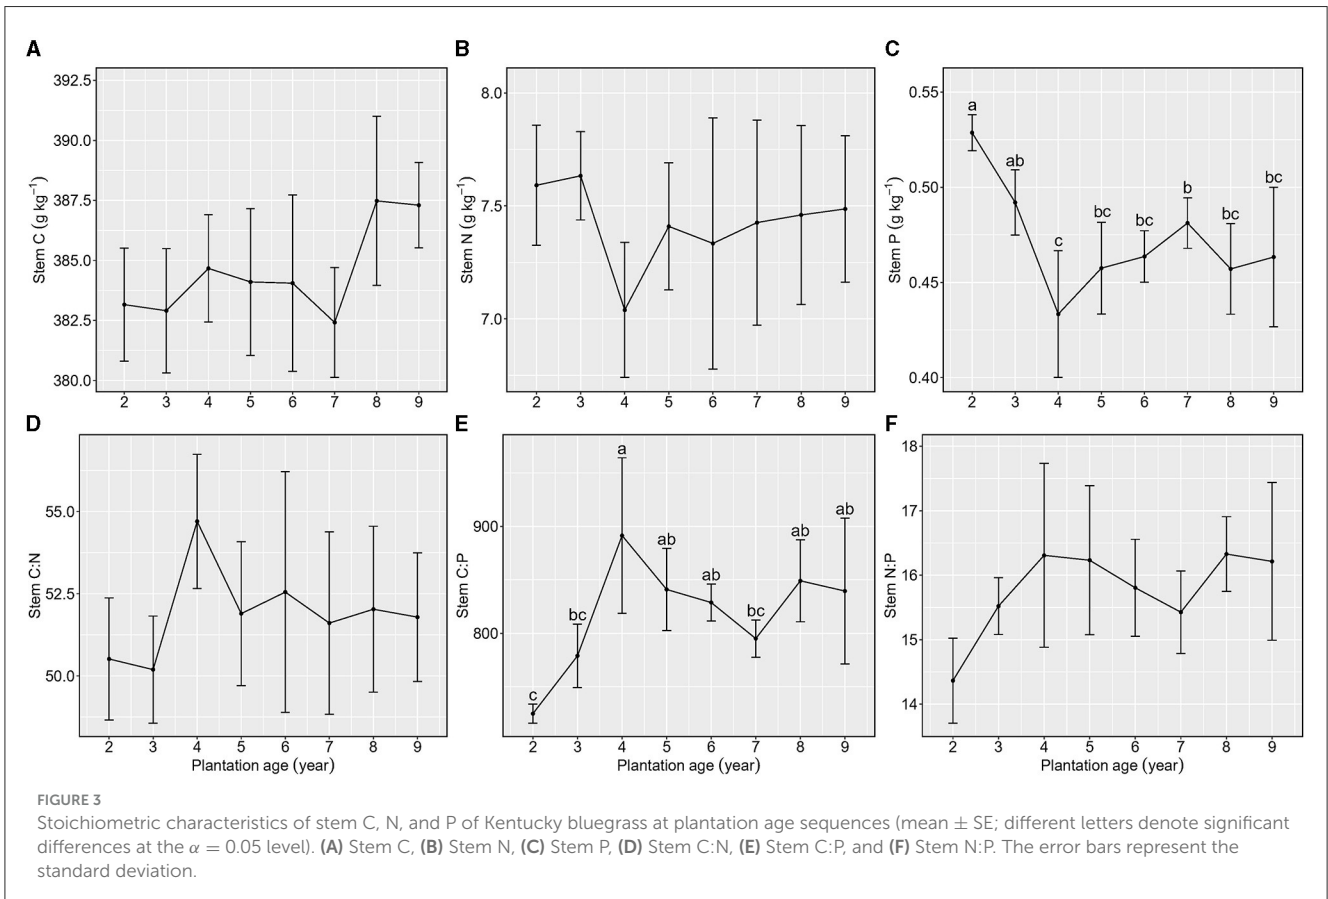 A
Stem C (g kg⁻¹)
392.5
390.0
387.5
385.0
382.5
380.0
2 3 4 5 6 7 8 9
B
Stem N (g kg⁻¹)
8.0
7.5
7.0
2 3 4 5 6 7 8 9
C
Stem P (g kg⁻¹)
0.55
0.50
0.45
0.40
a
ab
c
bc
bc
b
bc
bc
2 3 4 5 6 7 8 9
D
Stem C:N
55.0
52.5
50.0
2 3 4 5 6 7 8 9
Plantation age (year)
E
Stem C:P
900
800
c
bc
a
ab
ab
bc
ab
ab
2 3 4 5 6 7 8 9
Plantation age (year)
F
Stem N:P
18
17
16
15
14
2 3 4 5 6 7 8 9
Plantation age (year)
FIGURE 3
Stoichiometric characteristics of stem C, N, and P of Kentucky bluegrass at plantation age sequences (mean ± SE; different letters denote significant
differences at the α = 0.05 level). (A) Stem C, (B) Stem N, (C) Stem P, (D) Stem C:N, (E) Stem C:P, and (F) Stem N:P. The error bars represent the
standard deviation.